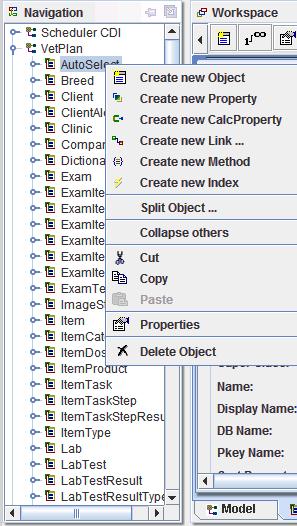 Navigation
Workspace
Scheduler CDI
VetPlan
AutoSelect
Breed
Client
ClientAle
Clinic
Compar
Dictiona
Exam
ExamIte
ExamIte
ExamIte
ExamIte
ExamIte
ExamTe
ImageSt
Item
ItemCat
ItemDos
ItemProduct
ItemTask
ItemTaskStep
ItemTaskStepResu
ItemType
Lab
LabTest
LabTestResult
LabTestResultType
Create new Object
Create new Property
Create new CalcProperty
Create new Link ...
Create new Method
Create new Index
Split Object ...
Collapse others
Cut
Copy
Paste
Properties
Delete Object
Name:
Display Name:
DB Name:
Pkey Name:
Model